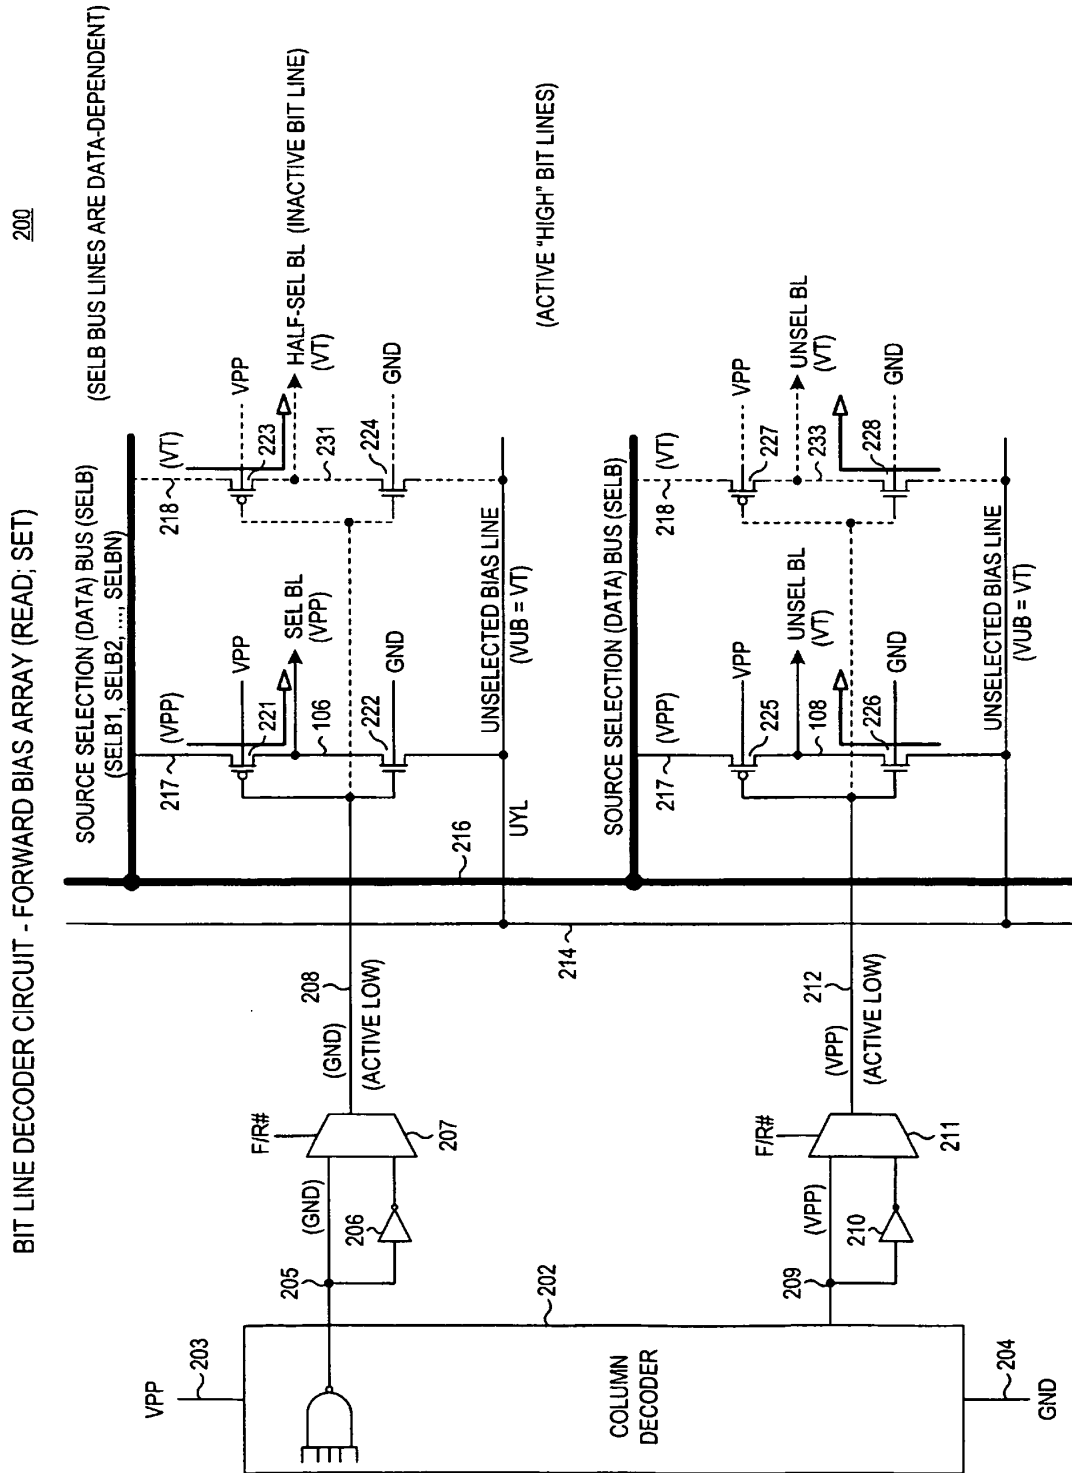 BIT LINE DECODER CIRCUIT - FORWARD BIAS ARRAY (READ; SET)
200
(SELB BUS LINES ARE DATA-DEPENDENT)
SOURCE SELECTION (DATA) BUS (SELB)
(SELB1, SELB2, ..., SELBN)
217
(VPP)
218
(VT)
VPP
221
VPP
223
SEL BL
(VPP)
HALF-SEL BL (INACTIVE BIT LINE)
(VT)
106
231
GND
222
GND
224
UYL
UNSELECTED BIAS LINE
(VUB = VT)
216
214
(ACTIVE "HIGH" BIT LINES)
VPP
203
205
(GND)
206
F/R#
207
(GND)
208
(ACTIVE LOW)
202
COLUMN
DECODER
204
GND
209
(VPP)
210
F/R#
211
(VPP)
212
(ACTIVE LOW)
SOURCE SELECTION (DATA) BUS (SELB)
217
(VPP)
218
(VT)
VPP
225
VPP
227
UNSEL BL
(VT)
UNSEL BL
(VT)
108
233
GND
226
GND
228
UNSELECTED BIAS LINE
(VUB = VT)